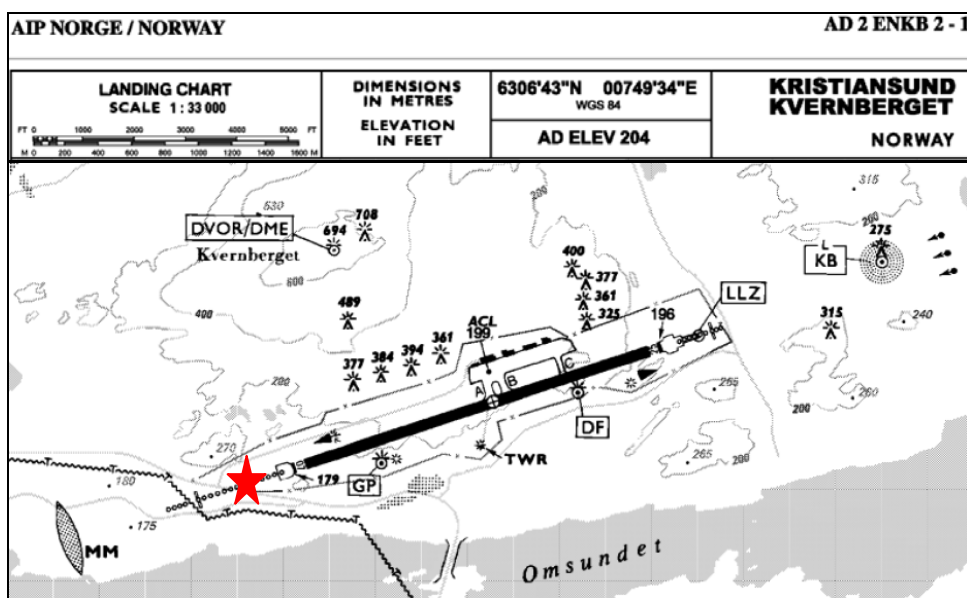 AIP NORGE / NORWAY
AD 2 ENKB 2 - 1
LANDING CHART
SCALE 1 : 33 000
FT 0 1000 2000 3000 4000 5000 FT
M 0 200 400 600 800 1000 1200 1400 1600 M
DIMENSIONS
IN METRES
ELEVATION
IN FEET
6306'43"N 00749'34"E
WGS 84
AD ELEV 204
KRISTIANSUND
KVERNBERGET
NORWAY
315
200
200
630
708
DVOR/DME
694
Kvernberget
275
L
KB
600
400
377
361
325
LLZ
489
400
196
315
240
ACL
199
361
394
384
377
200
A
B
C
265
260
200
DF
270
TWR
265
200
179
GP
180
175
MM
Omsundet